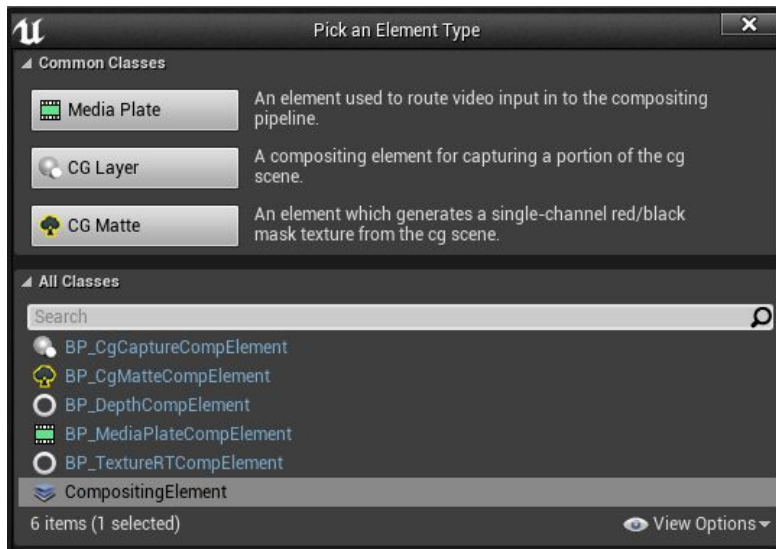 Pick an Element Type
Common Classes
Media Plate
An element used to route video input in to the compositing
pipeline.
CG Layer
A compositing element for capturing a portion of the cg
scene.
CG Matte
An element which generates a single-channel red/black
mask texture from the cg scene.
All Classes
Search
BP_CgCaptureCompElement
BP_CgMatteCompElement
BP_DepthCompElement
BP_MediaPlateCompElement
BP_TextureRTCompElement
CompositingElement
6 items (1 selected)
View Options